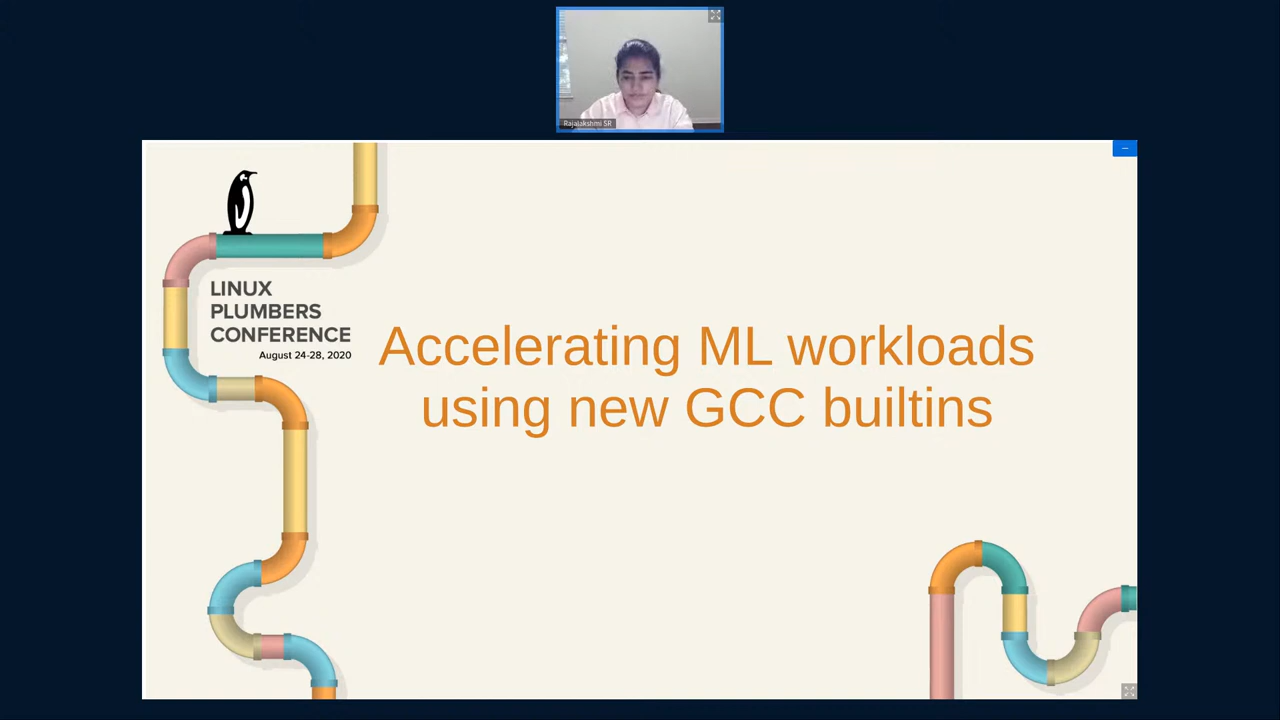 Rajalakshmi SR
LINUX
PLUMBERS
CONFERENCE
August 24-28, 2020
Accelerating ML workloads
using new GCC builtins